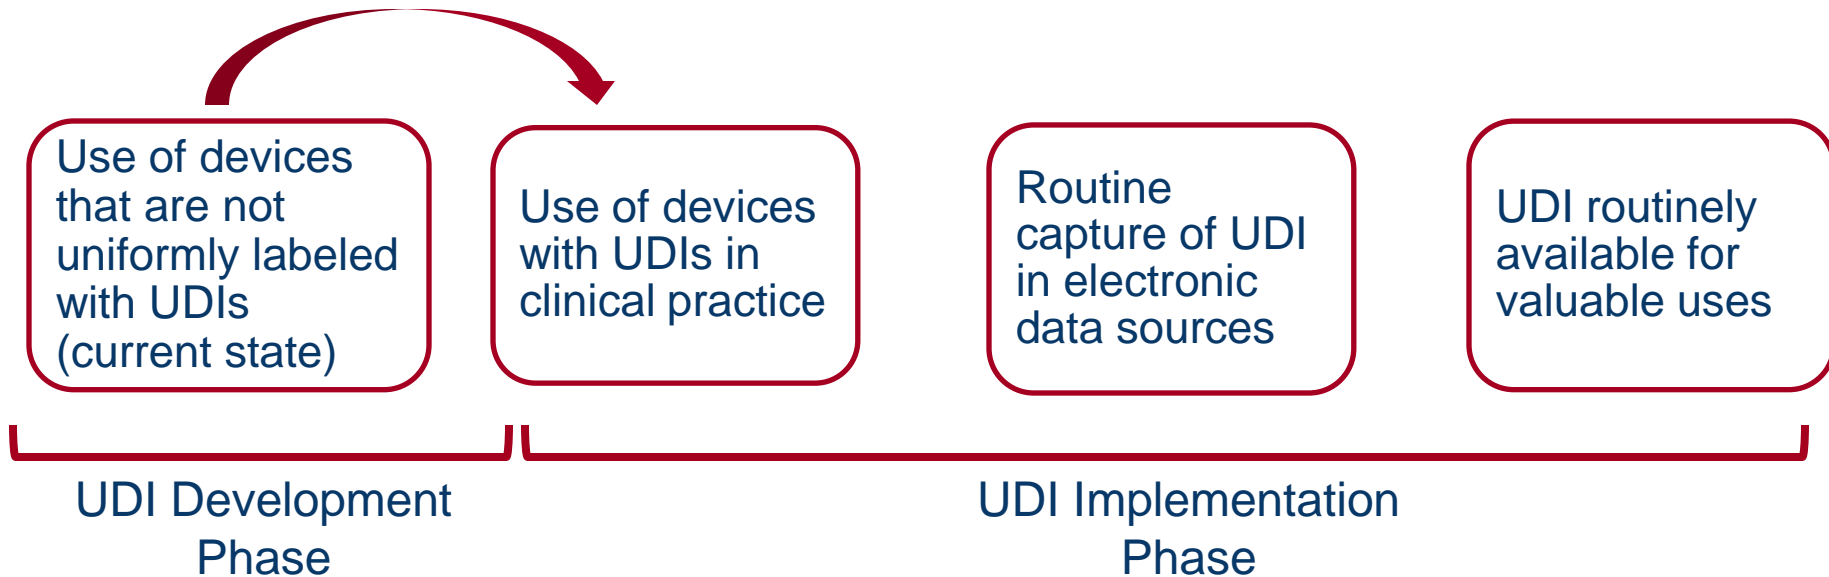 Use of devices
that are not
uniformly labeled
with UDIs
(current state)
Use of devices
with UDIs in
clinical practice
Routine
capture of UDI
in electronic
data sources
UDI routinely
available for
valuable uses
UDI Development
Phase
UDI Implementation
Phase